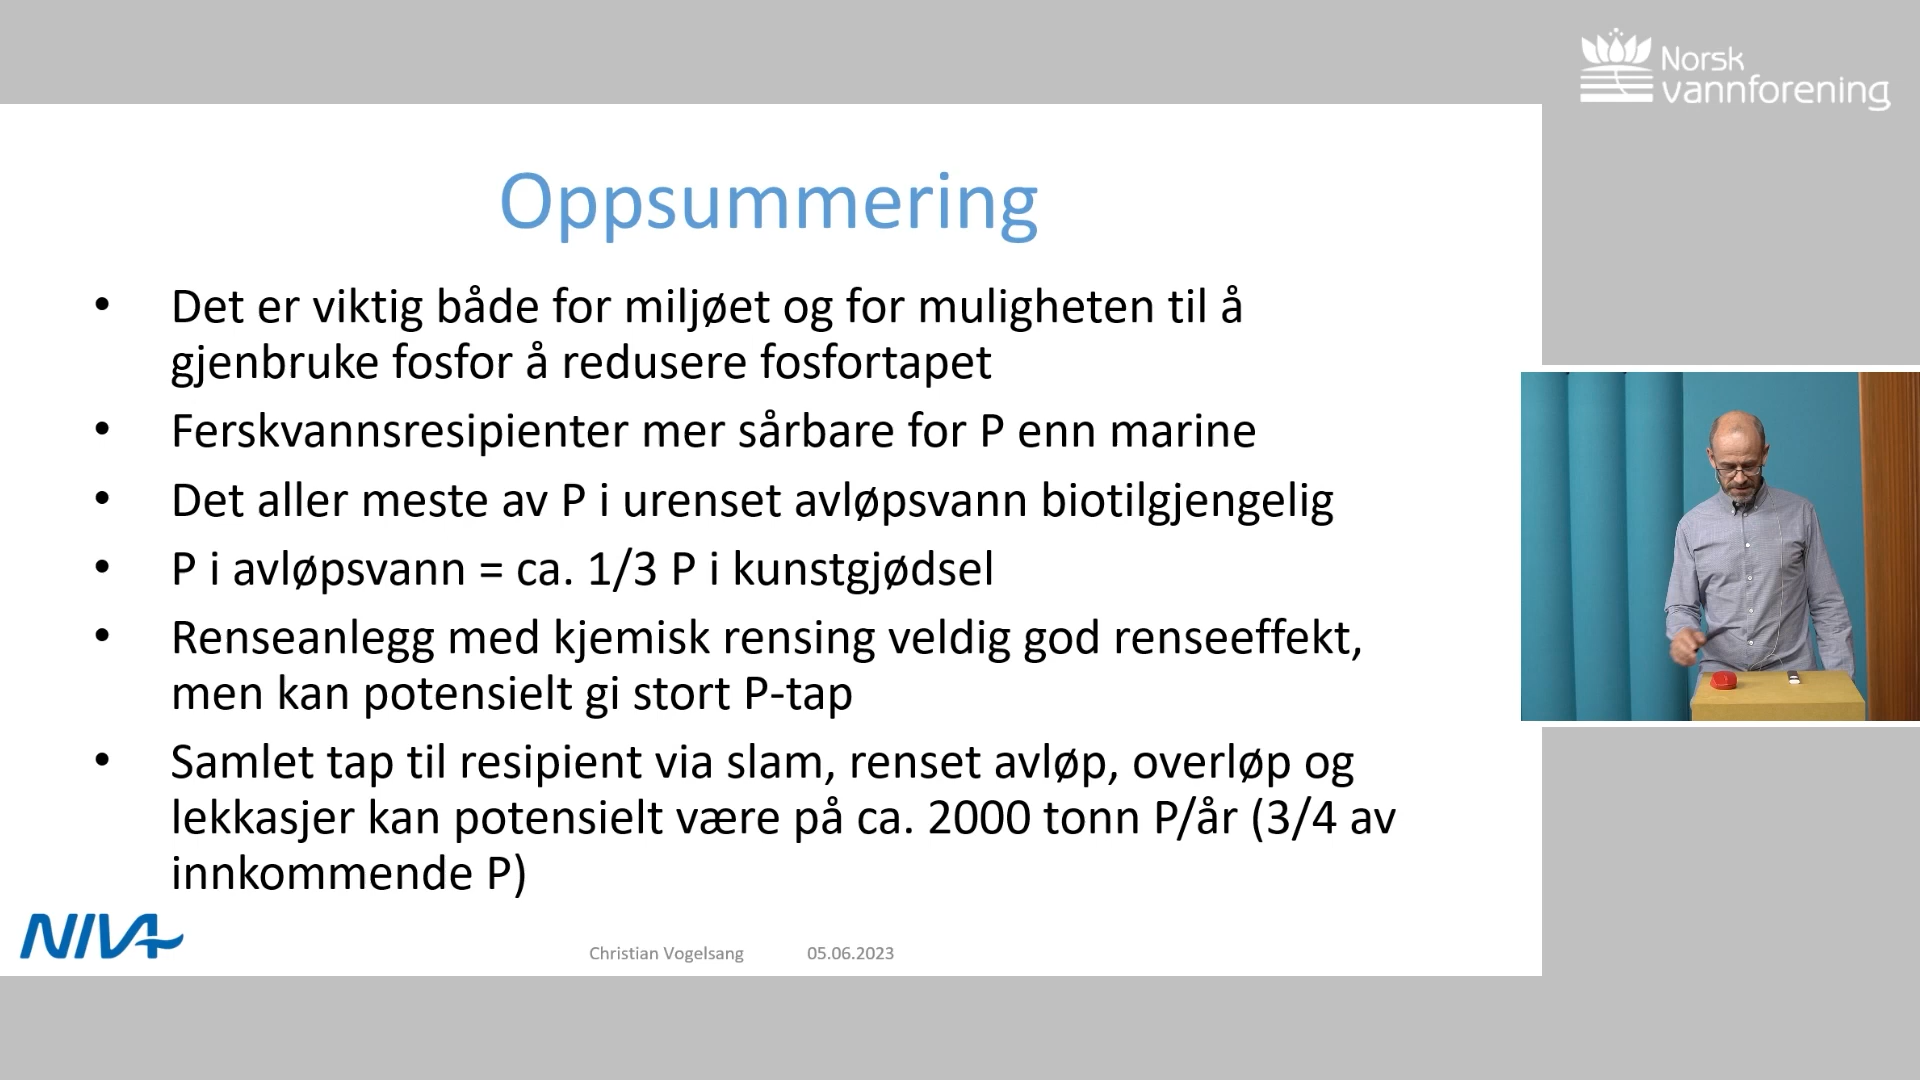 Norsk
vannforening
Oppsummering
• Det er viktig både for miljøet og for muligheten til å
gjenbruke fosfor å redusere fosfortapet
• Ferskvannsresipienter mer sårbare for P enn marine
• Det aller meste av P i urenset avløpsvann biotilgjengelig
• P i avløpsvann = ca. 1/3 P i kunstgjødsel
• Renseanlegg med kjemisk rensing veldig god renseeffekt,
men kan potensielt gi stort P-tap
• Samlet tap til resipient via slam, renset avløp, overløp og
lekkasjer kan potensielt være på ca. 2000 tonn P/år (3/4 av
innkommende P)
NIVA
Christian Vogelsang 05.06.2023